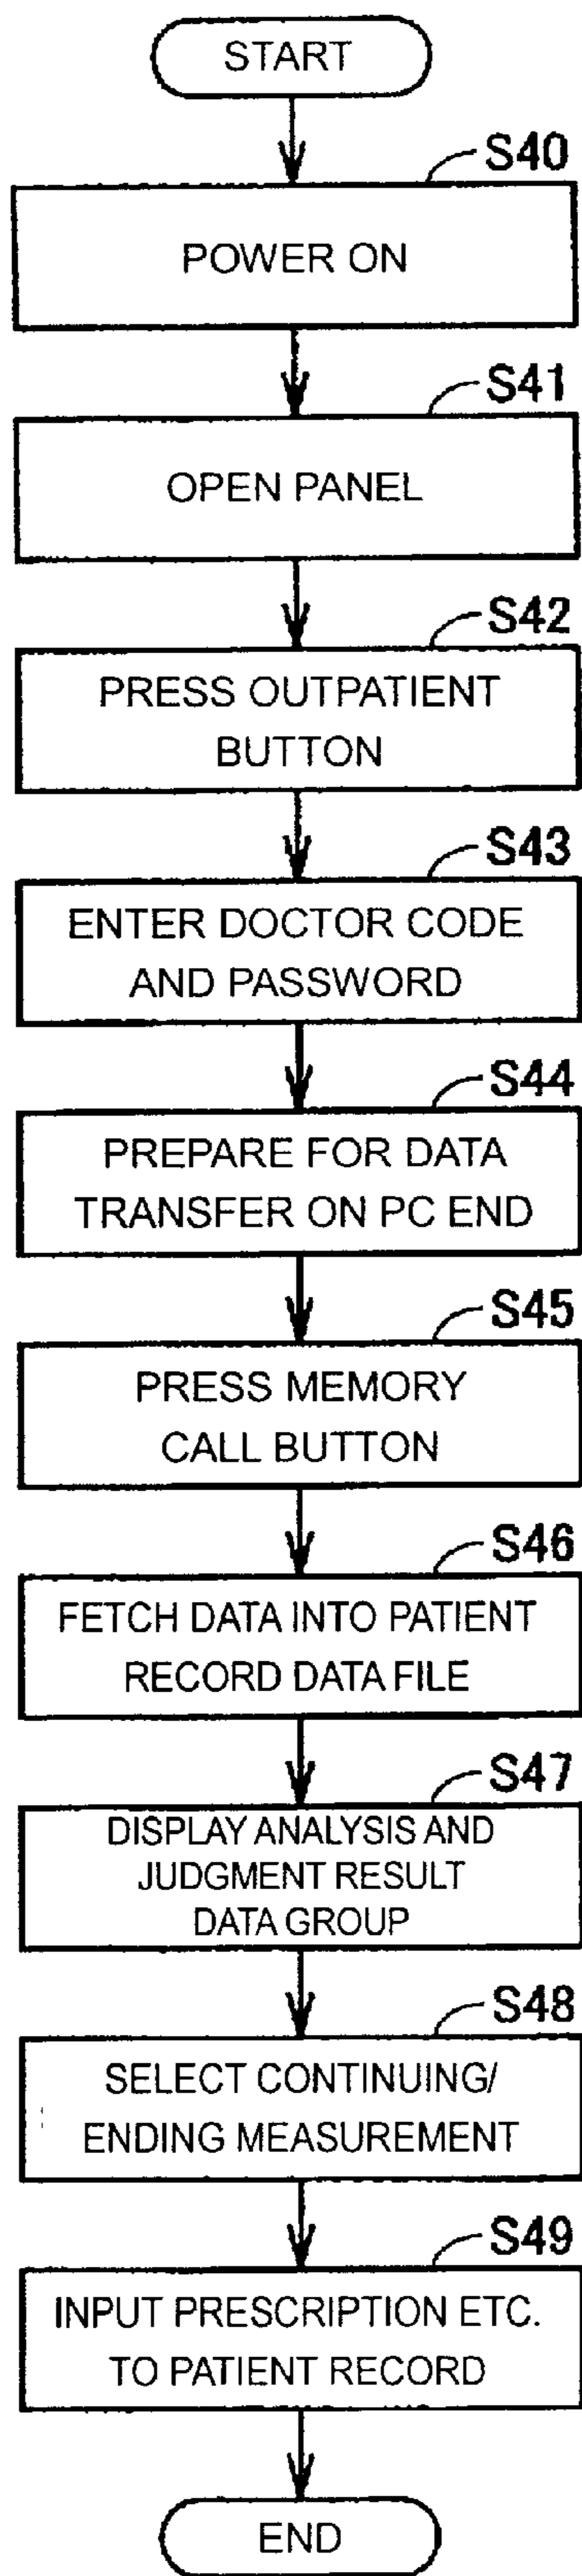 START
S40
POWER ON
S41
OPEN PANEL
S42
PRESS OUTPATIENT
BUTTON
S43
ENTER DOCTOR CODE
AND PASSWORD
S44
PREPARE FOR DATA
TRANSFER ON PC END
S45
PRESS MEMORY
CALL BUTTON
S46
FETCH DATA INTO PATIENT
RECORD DATA FILE
S47
DISPLAY ANALYSIS AND
JUDGMENT RESULT
DATA GROUP
S48
SELECT CONTINUING/
ENDING MEASUREMENT
S49
INPUT PRESCRIPTION ETC.
TO PATIENT RECORD
END